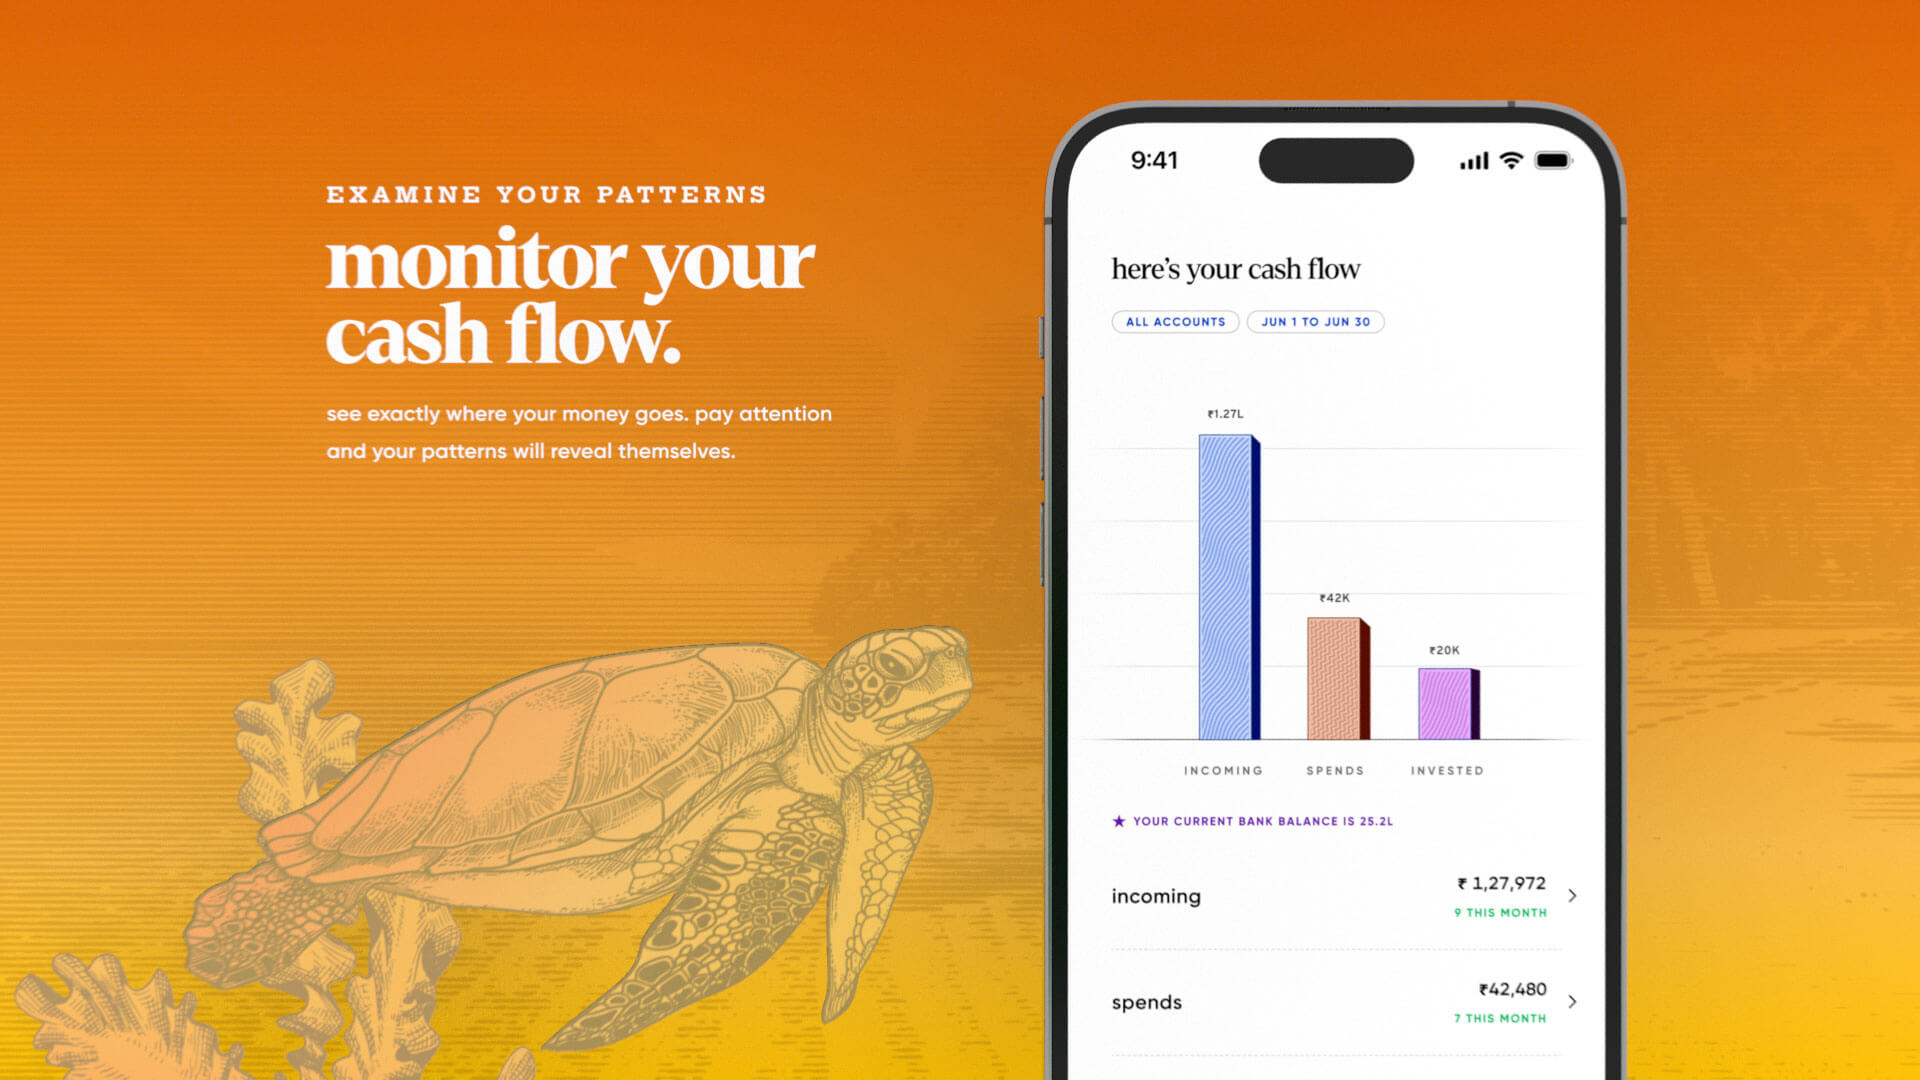 EXAMINE YOUR PATTERNS
monitor your
cash flow.
see exactly where your money goes. pay attention
and your patterns will reveal themselves.
9:41
here's your cash flow
ALL ACCOUNTS
JUN 1 TO JUN 30
₹1.27L
₹42K
₹20K
INCOMING
SPENDS
INVESTED
★ YOUR CURRENT BANK BALANCE IS 25.2L
incoming
₹ 1,27,972
9 THIS MONTH
spends
₹42,480
7 THIS MONTH